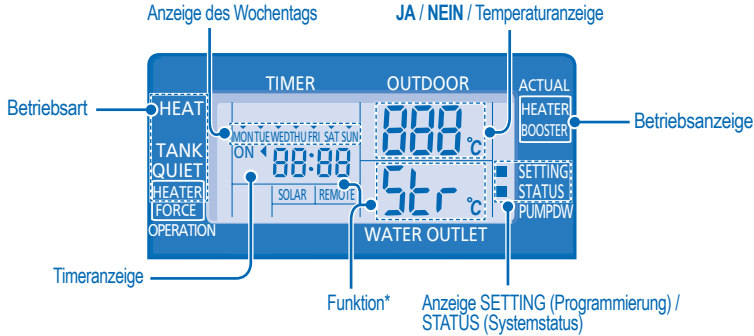 Anzeige des Wochentags
JA / NEIN / Temperaturanzeige
TIMER
OUTDOOR
ACTUAL
Betriebsart
HEAT
HEATER
BOOSTER
Betriebsanzeige
MON TUE WED THU FRI SAT SUN
888 °C
TANK
ON
88:88
QUIET
SETTING
HEATER
SOLAR
REMOTE
Str °C
STATUS
FORCE
PUMPDW
OPERATION
WATER OUTLET
Timeranzeige
Funktion*
Anzeige SETTING (Programmierung) /
STATUS (Systemstatus)